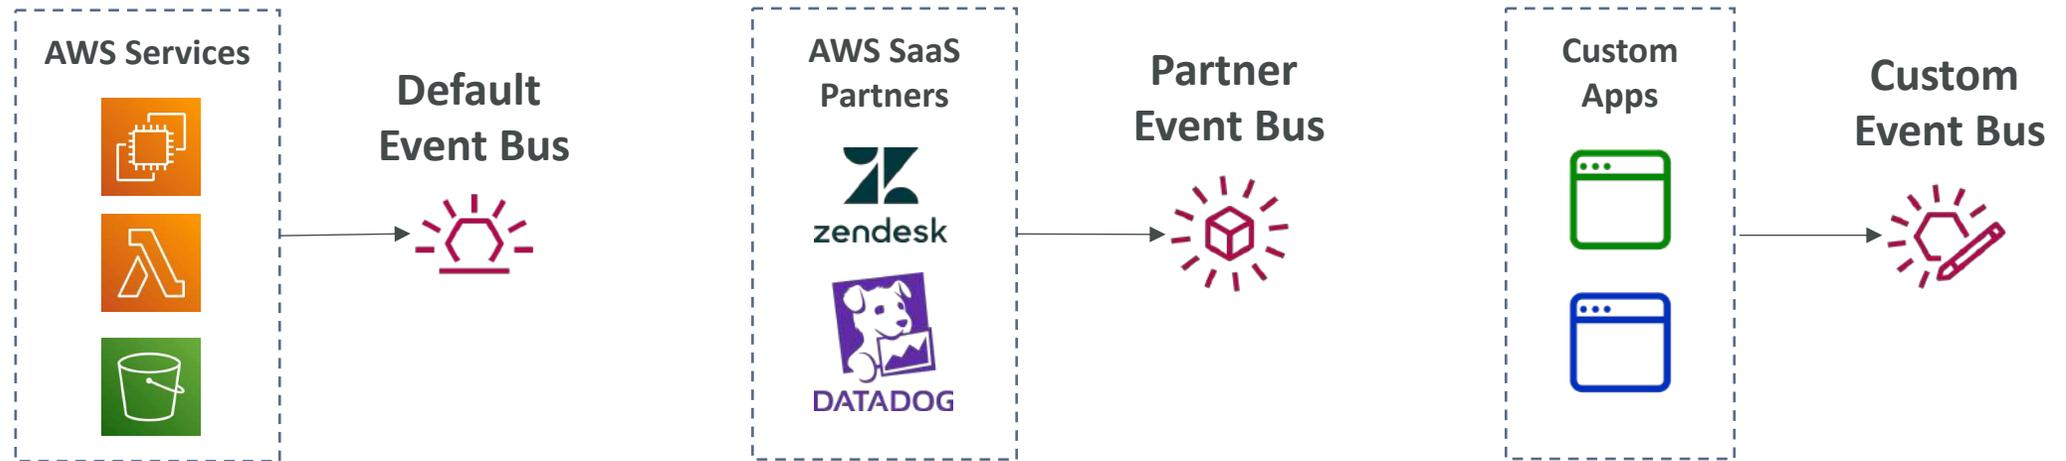 AWS Services
Default
Event Bus
AWS SaaS
Partners
zendesk
DATADOG
Partner
Event Bus
Custom
Apps
Custom
Event Bus